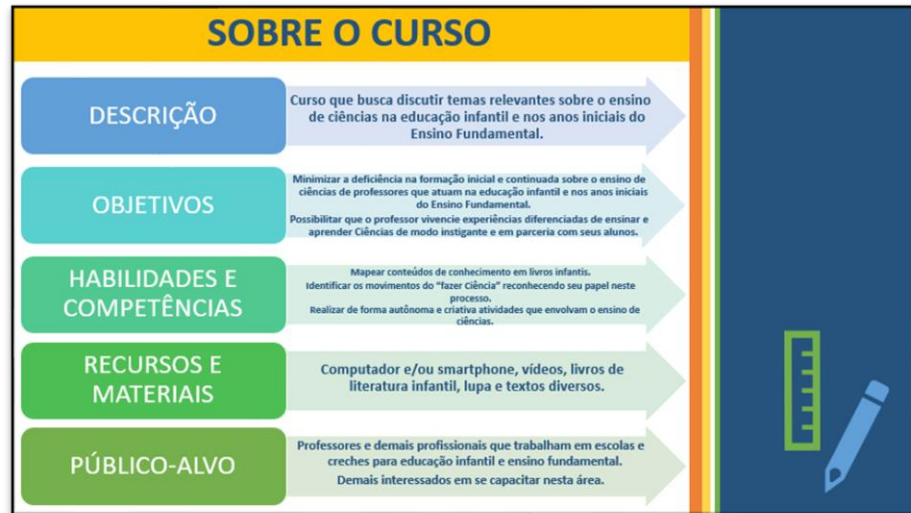 SOBRE O CURSO
DESCRIÇÃO
Curso que busca discutir temas relevantes sobre o ensino
de ciências na educação infantil e nos anos iniciais do
Ensino Fundamental.
OBJETIVOS
Minimizar a deficiência na formação inicial e continuada sobre o ensino de
ciências de professores que atuam na educação infantil e nos anos iniciais
do Ensino Fundamental.
Possibilitar que o professor vivencie experiências diferenciadas de ensinar e
aprender Ciências de modo instigante e em parceria com seus alunos.
HABILIDADES E
COMPETÊNCIAS
Mapear conteúdos de conhecimento em livros infantis.
Identificar os movimentos do “fazer Ciência” reconhecendo seu papel neste
processo.
Realizar de forma autônoma e criativa atividades que envolvam o ensino de
ciências.
RECURSOS E
MATERIAIS
Computador e/ou smartphone, vídeos, livros de
literatura infantil, lupa e textos diversos.
PÚBLICO-ALVO
Professores e demais profissionais que trabalham em escolas e
creches para educação infantil e ensino fundamental.
Demais interessados em se capacitar nesta área.